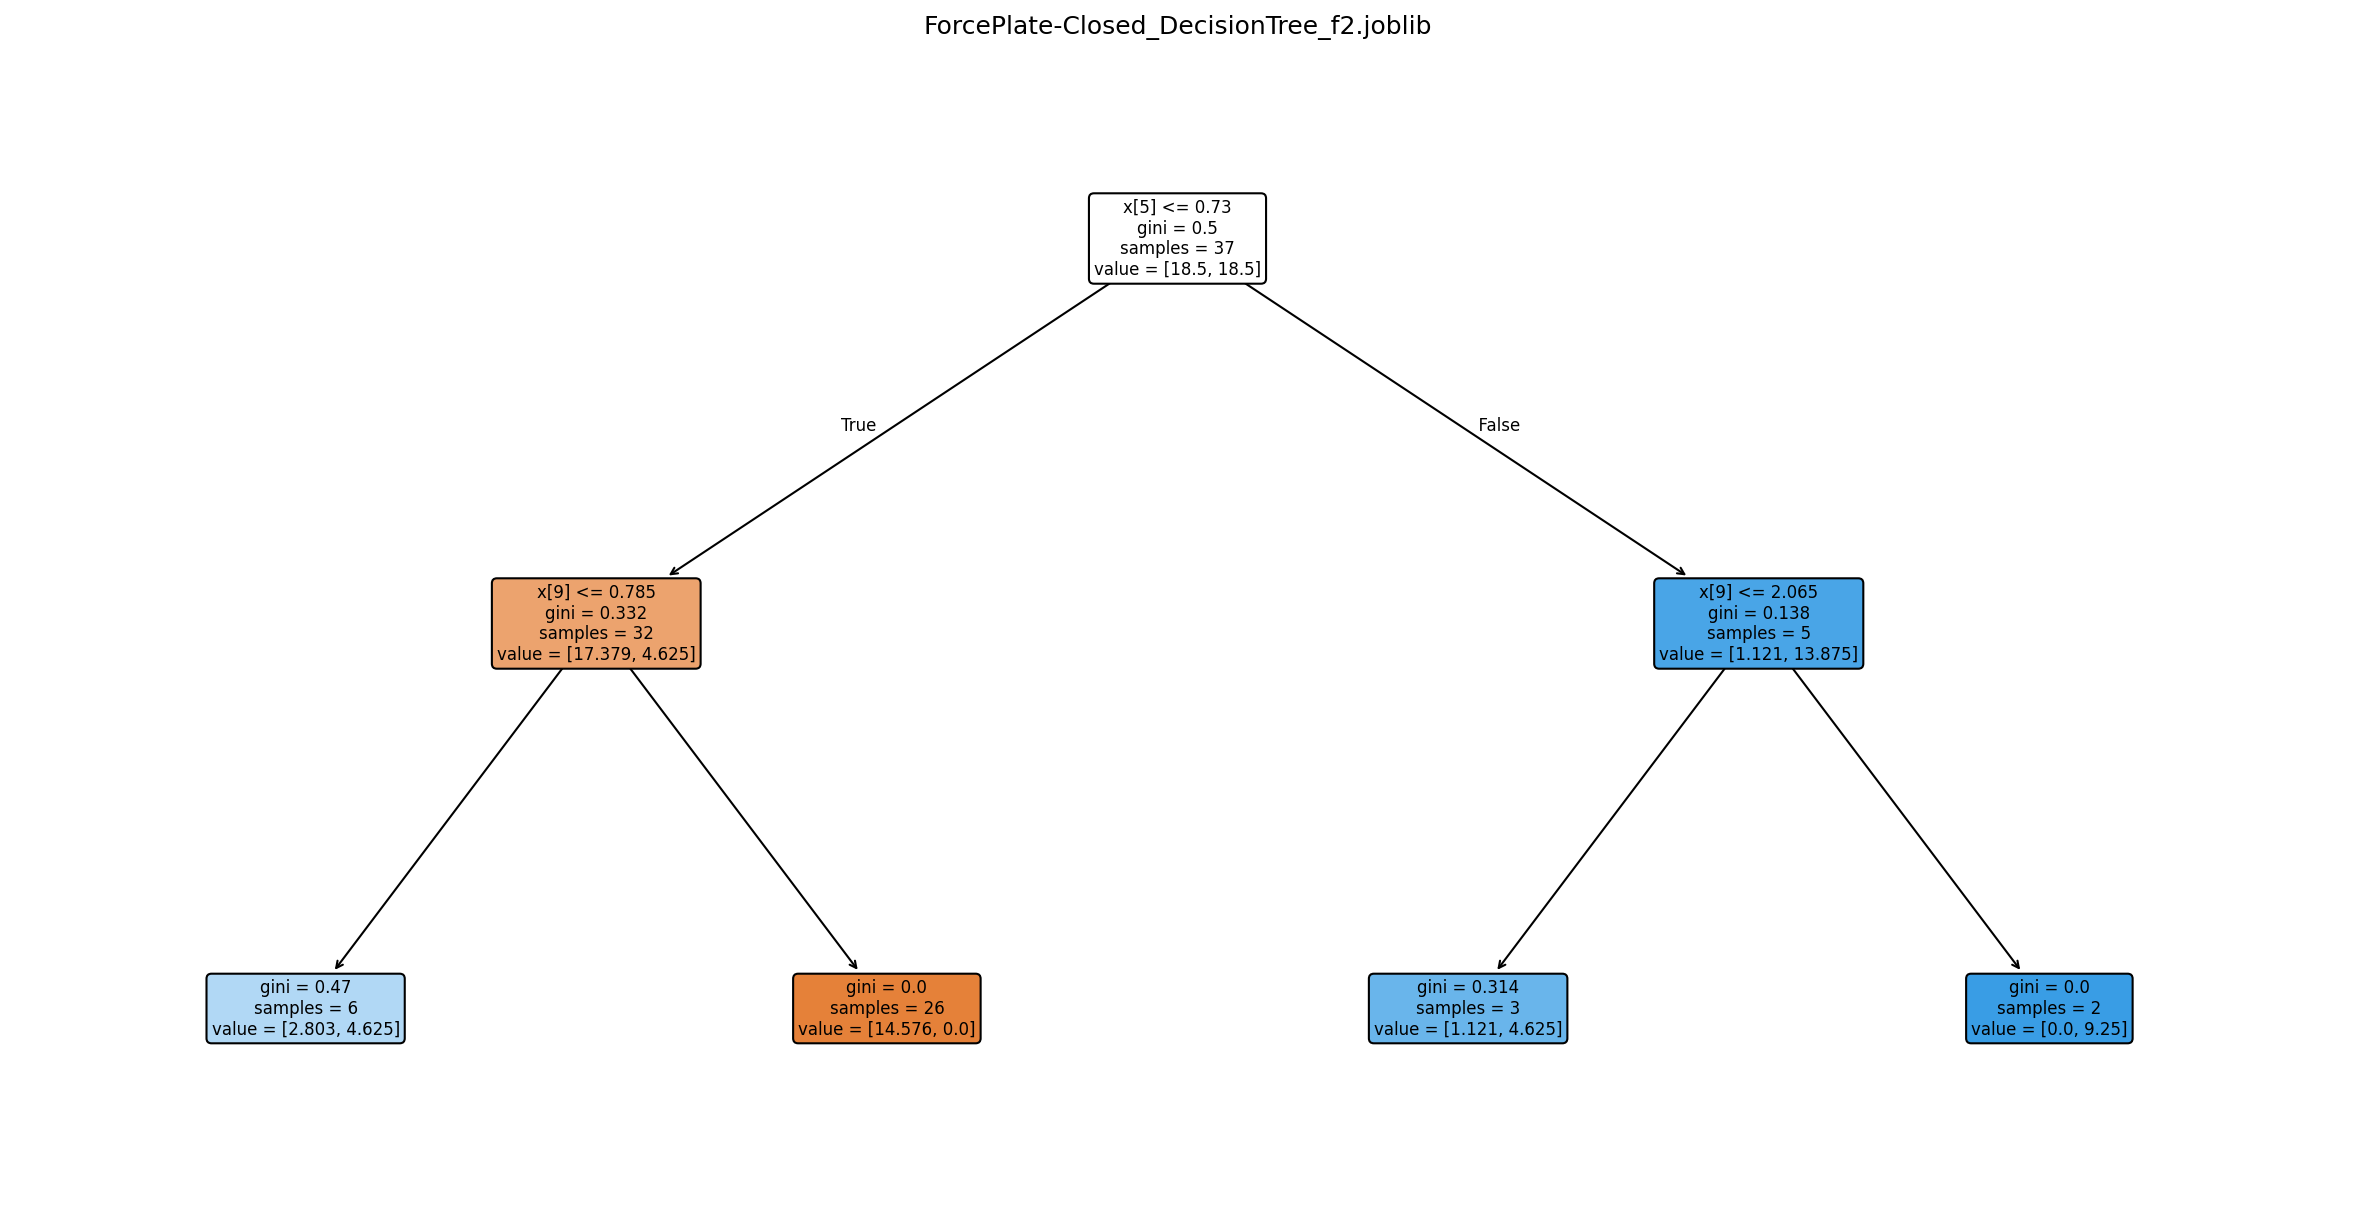 ForcePlate-Closed_DecisionTree_f2.joblib
x[5] <= 0.73
gini = 0.5
samples = 37
value = [18.5, 18.5]
True
False
x[9] <= 0.785
gini = 0.332
samples = 32
value = [17.379, 4.625]
x[9] <= 2.065
gini = 0.138
samples = 5
value = [1.121, 13.875]
gini = 0.47
samples = 6
value = [2.803, 4.625]
gini = 0.0
samples = 26
value = [14.576, 0.0]
gini = 0.314
samples = 3
value = [1.121, 4.625]
gini = 0.0
samples = 2
value = [0.0, 9.25]